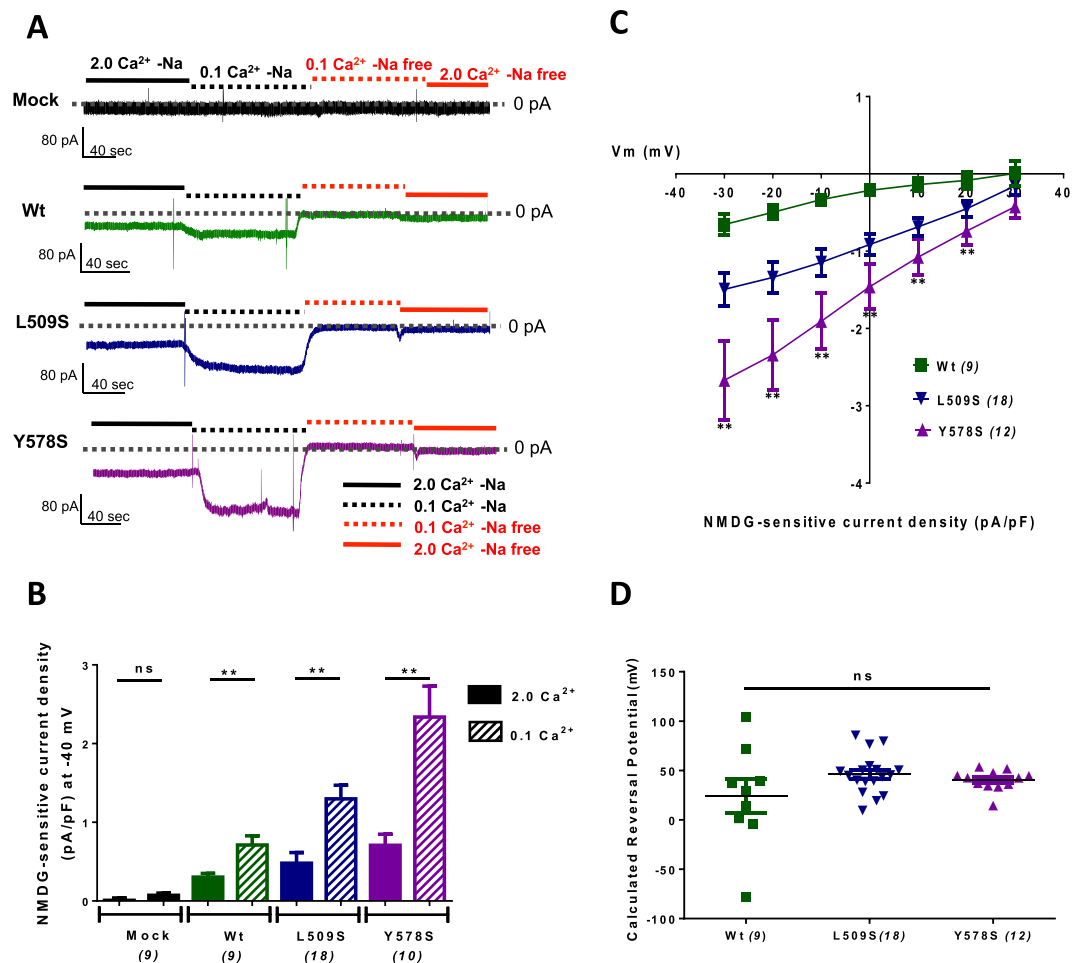 A
2.0 Ca²⁺ -Na
0.1 Ca²⁺ -Na
0.1 Ca²⁺ -Na free
2.0 Ca²⁺ -Na free
Mock
0 pA
80 pA
40 sec
Wt
0 pA
80 pA
40 sec
L509S
0 pA
80 pA
40 sec
Y578S
0 pA
80 pA
40 sec
2.0 Ca²⁺ -Na
0.1 Ca²⁺ -Na
0.1 Ca²⁺ -Na free
2.0 Ca²⁺ -Na free
C
1
Vm (mV)
-40 -30 -20 -10 10 20 30 40
-1
-2
-3
-4
**
**
**
**
**
**
Wt (9)
L509S (18)
Y578S (12)
NMDG-sensitive current density (pA/pF)
B
NMDG-sensitive current density
(pA/pF) at -40 mV
3
2
1
0
ns
**
**
**
2.0 Ca²⁺
0.1 Ca²⁺
Mock
(9)
Wt
(9)
L509S
(18)
Y578S
(10)
D
Calculated Reversal Potential (mV)
150
100
50
0
-50
-100
ns
Wt (9)
L509S (18)
Y578S (12)